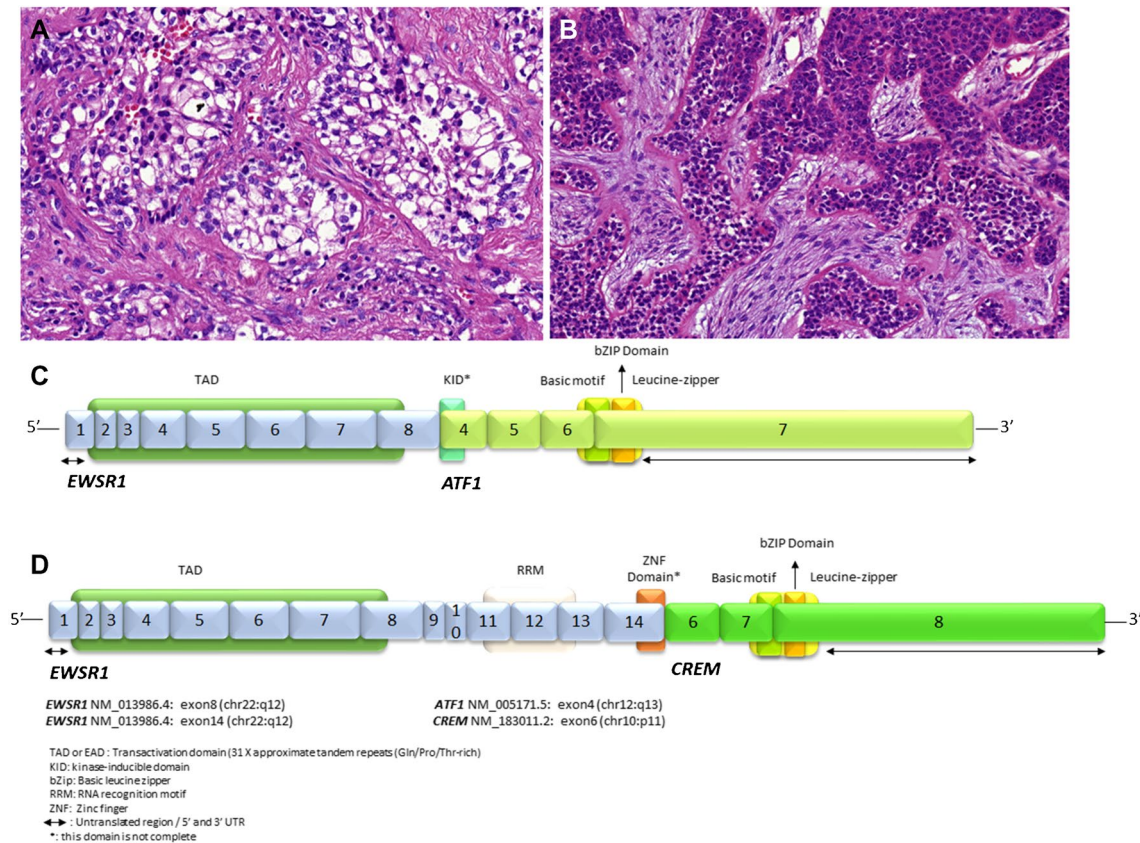 A B
C
TAD KID* Basic motif bZIP Domain Leucine-zipper
5’ 1 2 3 4 5 6 7 8 4 5 6 7 3’
EWSR1 ATF1
D
TAD RRM ZNF Domain* Basic motif bZIP Domain Leucine-zipper
5’ 1 2 3 4 5 6 7 8 9 10 11 12 13 14 6 7 8 3’
EWSR1 CREM
EWSR1 NM_013986.4: exon8 (chr22:q12) ATF1 NM_005171.5: exon4 (chr12:q13)
EWSR1 NM_013986.4: exon14 (chr22:q12) CREM NM_183011.2: exon6 (chr10:p11)
TAD or EAD : Transactivation domain (31 X approximate tandem repeats (Gln/Pro/Thr-rich)
KID: kinase-inducible domain
bZip: Basic leucine zipper
RRM: RNA recognition motif
ZNF: Zinc finger
: Untranslated region / 5’ and 3’ UTR
*: this domain is not complete